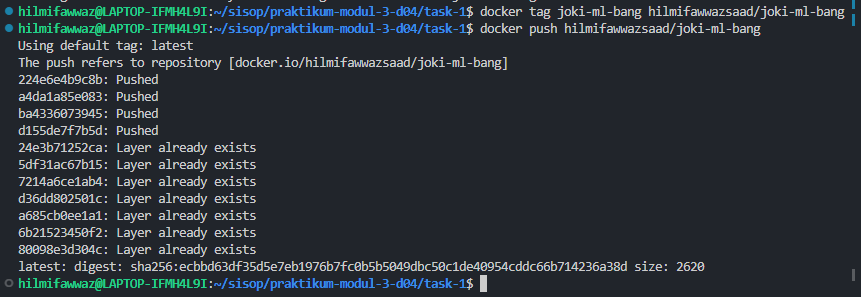 hilmifawwaz@LAPTOP-IFMH4L9I:~/sisop/praktikum-modul-3-d04/task-1$ docker tag joki-ml-bang hilmifawwazsaad/joki-ml-bang
hilmifawwaz@LAPTOP-IFMH4L9I:~/sisop/praktikum-modul-3-d04/task-1$ docker push hilmifawwazsaad/joki-ml-bang
Using default tag: latest
The push refers to repository [docker.io/hilmifawwazsaad/joki-ml-bang]
224e6e4b9c8b: Pushed
a4da1a85e083: Pushed
ba4336073945: Pushed
d155de7f7b5d: Pushed
24e3b71252ca: Layer already exists
5df31ac67b15: Layer already exists
7214a6ce1ab4: Layer already exists
d36dd802501c: Layer already exists
a685cb0ee1a1: Layer already exists
6b21523450f2: Layer already exists
80098e3d304c: Layer already exists
latest: digest: sha256:ecbbd63df35d5e7eb1976b7fc0b5b5049dbc50c1de40954cddc66b714236a38d size: 2620
hilmifawwaz@LAPTOP-IFMH4L9I:~/sisop/praktikum-modul-3-d04/task-1$